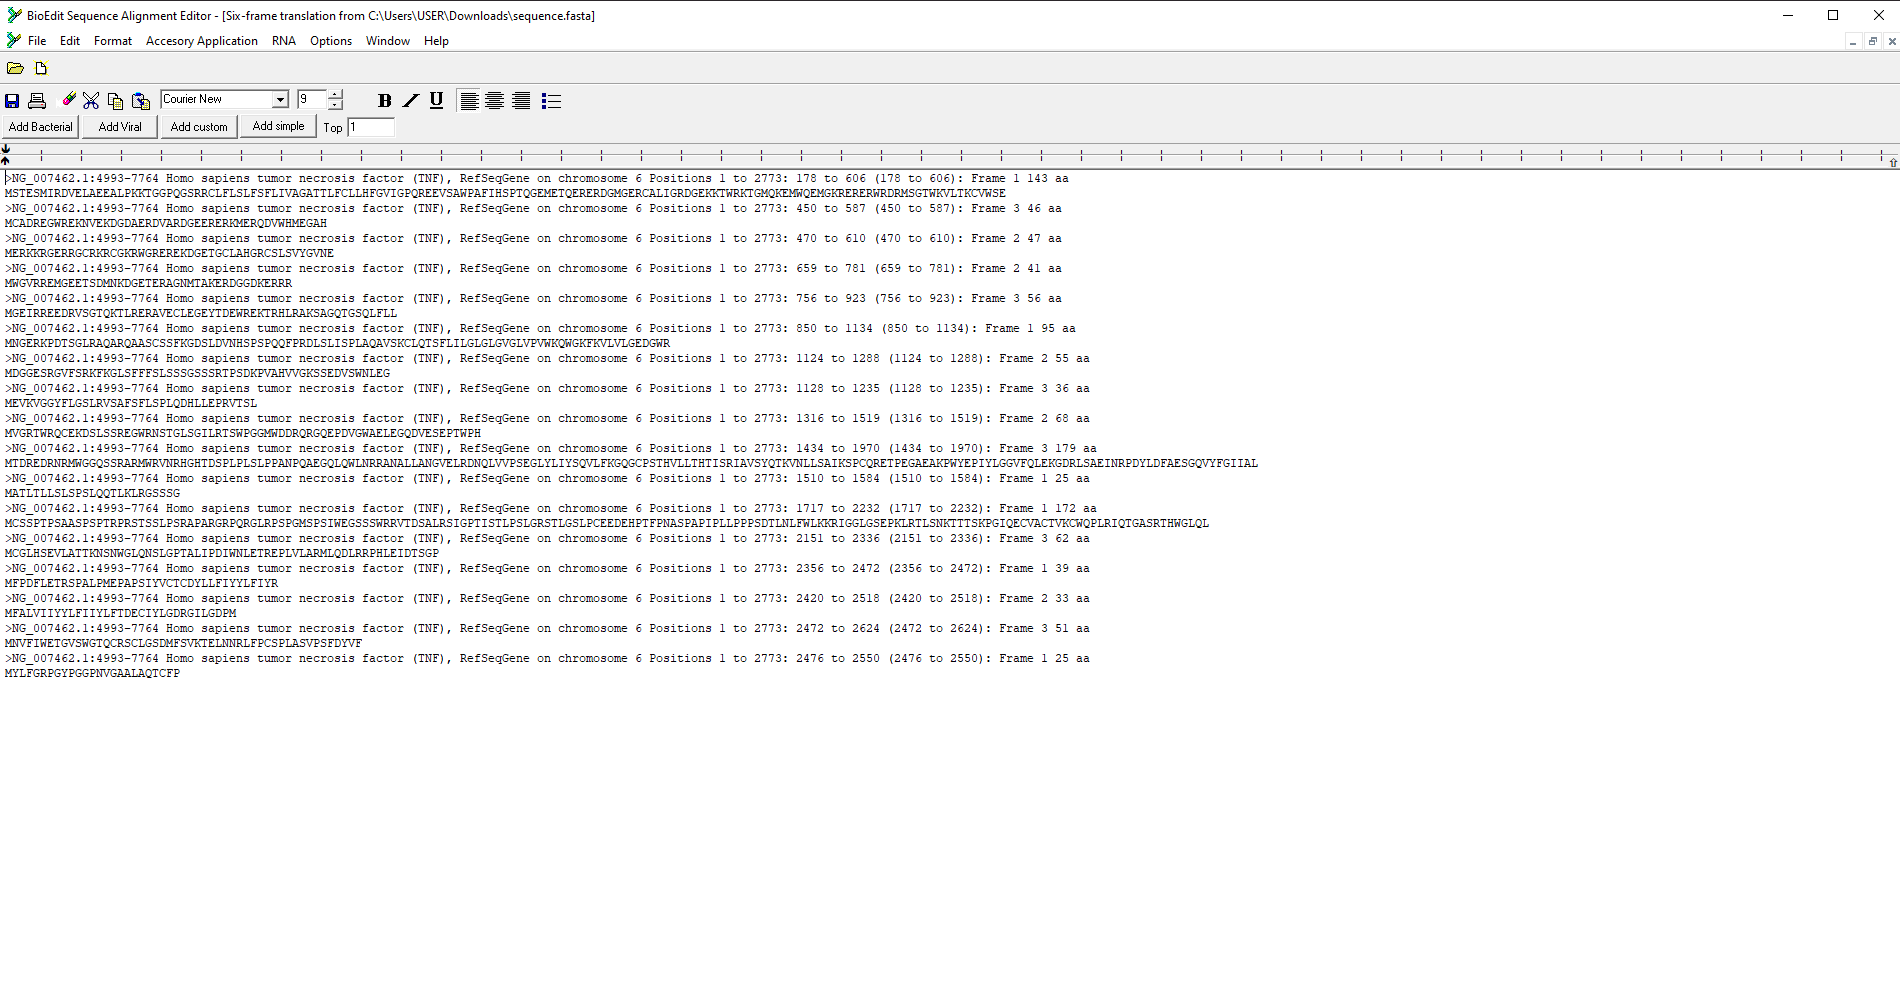 BioEdit Sequence Alignment Editor - [Six-frame translation from C:\Users\USER\Downloads\sequence.fasta]
File Edit Format Accesory Application RNA Options Window Help
Courier New 9 B U
Add Bacterial Add Viral Add custom Add simple Top 1
>NG_007462.1:4993-7764 Homo sapiens tumor necrosis factor (TNF), RefSeqGene on chromosome 6 Positions 1 to 2773: 178 to 606 (178 to 606): Frame 1 143 aa
MSTESMIRDVELAEEALPKKTGGPQGSRRCLFLSLFSFLIVAGATTLFCLLHFGVIGPQREEVSAWPAFIHSPTQGEMETQERERDGMGERCALIGRDGEKKTWRKTGMQKEMWQEMGKRERERWRDRMSGTWKVLTKCVWSE
>NG_007462.1:4993-7764 Homo sapiens tumor necrosis factor (TNF), RefSeqGene on chromosome 6 Positions 1 to 2773: 450 to 587 (450 to 587): Frame 3 46 aa
MCADREGWREKNVEKDGDAERDVARDGEERERKMERQDVWHMEGAH
>NG_007462.1:4993-7764 Homo sapiens tumor necrosis factor (TNF), RefSeqGene on chromosome 6 Positions 1 to 2773: 470 to 610 (470 to 610): Frame 2 47 aa
MERKKRGERRGCRKRCGKRWGREREKDGETGCLAHGRCSLSVYGVNE
>NG_007462.1:4993-7764 Homo sapiens tumor necrosis factor (TNF), RefSeqGene on chromosome 6 Positions 1 to 2773: 659 to 781 (659 to 781): Frame 2 41 aa
MWGVRREMGEETSDMNKDGETERAGNMTAKERDGGDKERRR
>NG_007462.1:4993-7764 Homo sapiens tumor necrosis factor (TNF), RefSeqGene on chromosome 6 Positions 1 to 2773: 756 to 923 (756 to 923): Frame 3 56 aa
MGEIRREEDRVSGTQKTLRERAVECLEGEYTDEWREKTRHLRAKSAGQTGSQLFLL
>NG_007462.1:4993-7764 Homo sapiens tumor necrosis factor (TNF), RefSeqGene on chromosome 6 Positions 1 to 2773: 850 to 1134 (850 to 1134): Frame 1 95 aa
MNGERKPDTSGLRAQARQAASCSSFKGDSLDVNHSPSPQQFPRDLSLISPLAQAVSKCLQTSFLILGLGLGVGLVPVWKQWGKFKVLVLGEDGWR
>NG_007462.1:4993-7764 Homo sapiens tumor necrosis factor (TNF), RefSeqGene on chromosome 6 Positions 1 to 2773: 1124 to 1288 (1124 to 1288): Frame 2 55 aa
MDGGESRGVFSRKFKGLSFFFSLSSSGSSSRTPSDKPVAHVVGKSSEDVSWNLEG
>NG_007462.1:4993-7764 Homo sapiens tumor necrosis factor (TNF), RefSeqGene on chromosome 6 Positions 1 to 2773: 1128 to 1235 (1128 to 1235): Frame 3 36 aa
MEVKVGGYFLGSLRVSAFSFLSPLQDHLLEPRVTSL
>NG_007462.1:4993-7764 Homo sapiens tumor necrosis factor (TNF), RefSeqGene on chromosome 6 Positions 1 to 2773: 1316 to 1519 (1316 to 1519): Frame 2 68 aa
MVGRTWRQCEKDSLSSREGWRNSTGLSGILRTSWPGGMWDDRQRGQEPDVGWAELEGQDVESEPTWPH
>NG_007462.1:4993-7764 Homo sapiens tumor necrosis factor (TNF), RefSeqGene on chromosome 6 Positions 1 to 2773: 1434 to 1970 (1434 to 1970): Frame 3 179 aa
MTDREDRNRMWGGQSSRARMWRVNRHGHTDSPLPLSLPPANPQAEGQLQWLNRRANALLANGVELRDNQLVVPSEGLYLIYSQVLFKGQGCPSTHVLLTHTISRIAVSYQTKVNLLSAIKSPCQRETPEGAEAKPWYEPIYLGGVFQLEKGDRLSAEINRPDYLDFAESGQVYFGIIAL
>NG_007462.1:4993-7764 Homo sapiens tumor necrosis factor (TNF), RefSeqGene on chromosome 6 Positions 1 to 2773: 1510 to 1584 (1510 to 1584): Frame 1 25 aa
MATLTLLSLSPSLQQTLKLRGSSSG
>NG_007462.1:4993-7764 Homo sapiens tumor necrosis factor (TNF), RefSeqGene on chromosome 6 Positions 1 to 2773: 1717 to 2232 (1717 to 2232): Frame 1 172 aa
MCSSPTPSAASPSPTRPRSTSSLPSRAPARGRPQRGLRPSPGMSPSIWEGSSSWRRVTDSALRSIGPTISTLPSLGRSTLGSLPCEEDEHPTFPNASPAPIPLLPPPSDTLNLFWLKKRIGGLGSEPKLRTLSNKTTTSKPGIQECVACTVKCWQPLRIQTGASRTHWGLQL
>NG_007462.1:4993-7764 Homo sapiens tumor necrosis factor (TNF), RefSeqGene on chromosome 6 Positions 1 to 2773: 2151 to 2336 (2151 to 2336): Frame 3 62 aa
MCGLHSEVLATTKNSNWGLQNSLGPTALIPDIWNLETREPLVLARMLQDLRRPHLEIDTSGP
>NG_007462.1:4993-7764 Homo sapiens tumor necrosis factor (TNF), RefSeqGene on chromosome 6 Positions 1 to 2773: 2356 to 2472 (2356 to 2472): Frame 1 39 aa
MFPDFLETRSPALPMEPAPSIYVCTCDYLLFIYYLFIYR
>NG_007462.1:4993-7764 Homo sapiens tumor necrosis factor (TNF), RefSeqGene on chromosome 6 Positions 1 to 2773: 2420 to 2518 (2420 to 2518): Frame 2 33 aa
MFALVIIYYLFIIYLFTDECIYLGDRGILGDPM
>NG_007462.1:4993-7764 Homo sapiens tumor necrosis factor (TNF), RefSeqGene on chromosome 6 Positions 1 to 2773: 2472 to 2624 (2472 to 2624): Frame 3 51 aa
MNVFIWETGVSWGTQCRSCLGSDMFSVKTELNNRLFPCSPLASVPSFDYVF
>NG_007462.1:4993-7764 Homo sapiens tumor necrosis factor (TNF), RefSeqGene on chromosome 6 Positions 1 to 2773: 2476 to 2550 (2476 to 2550): Frame 1 25 aa
MYLFGRPGYPGGPNVGAALAQTCFP